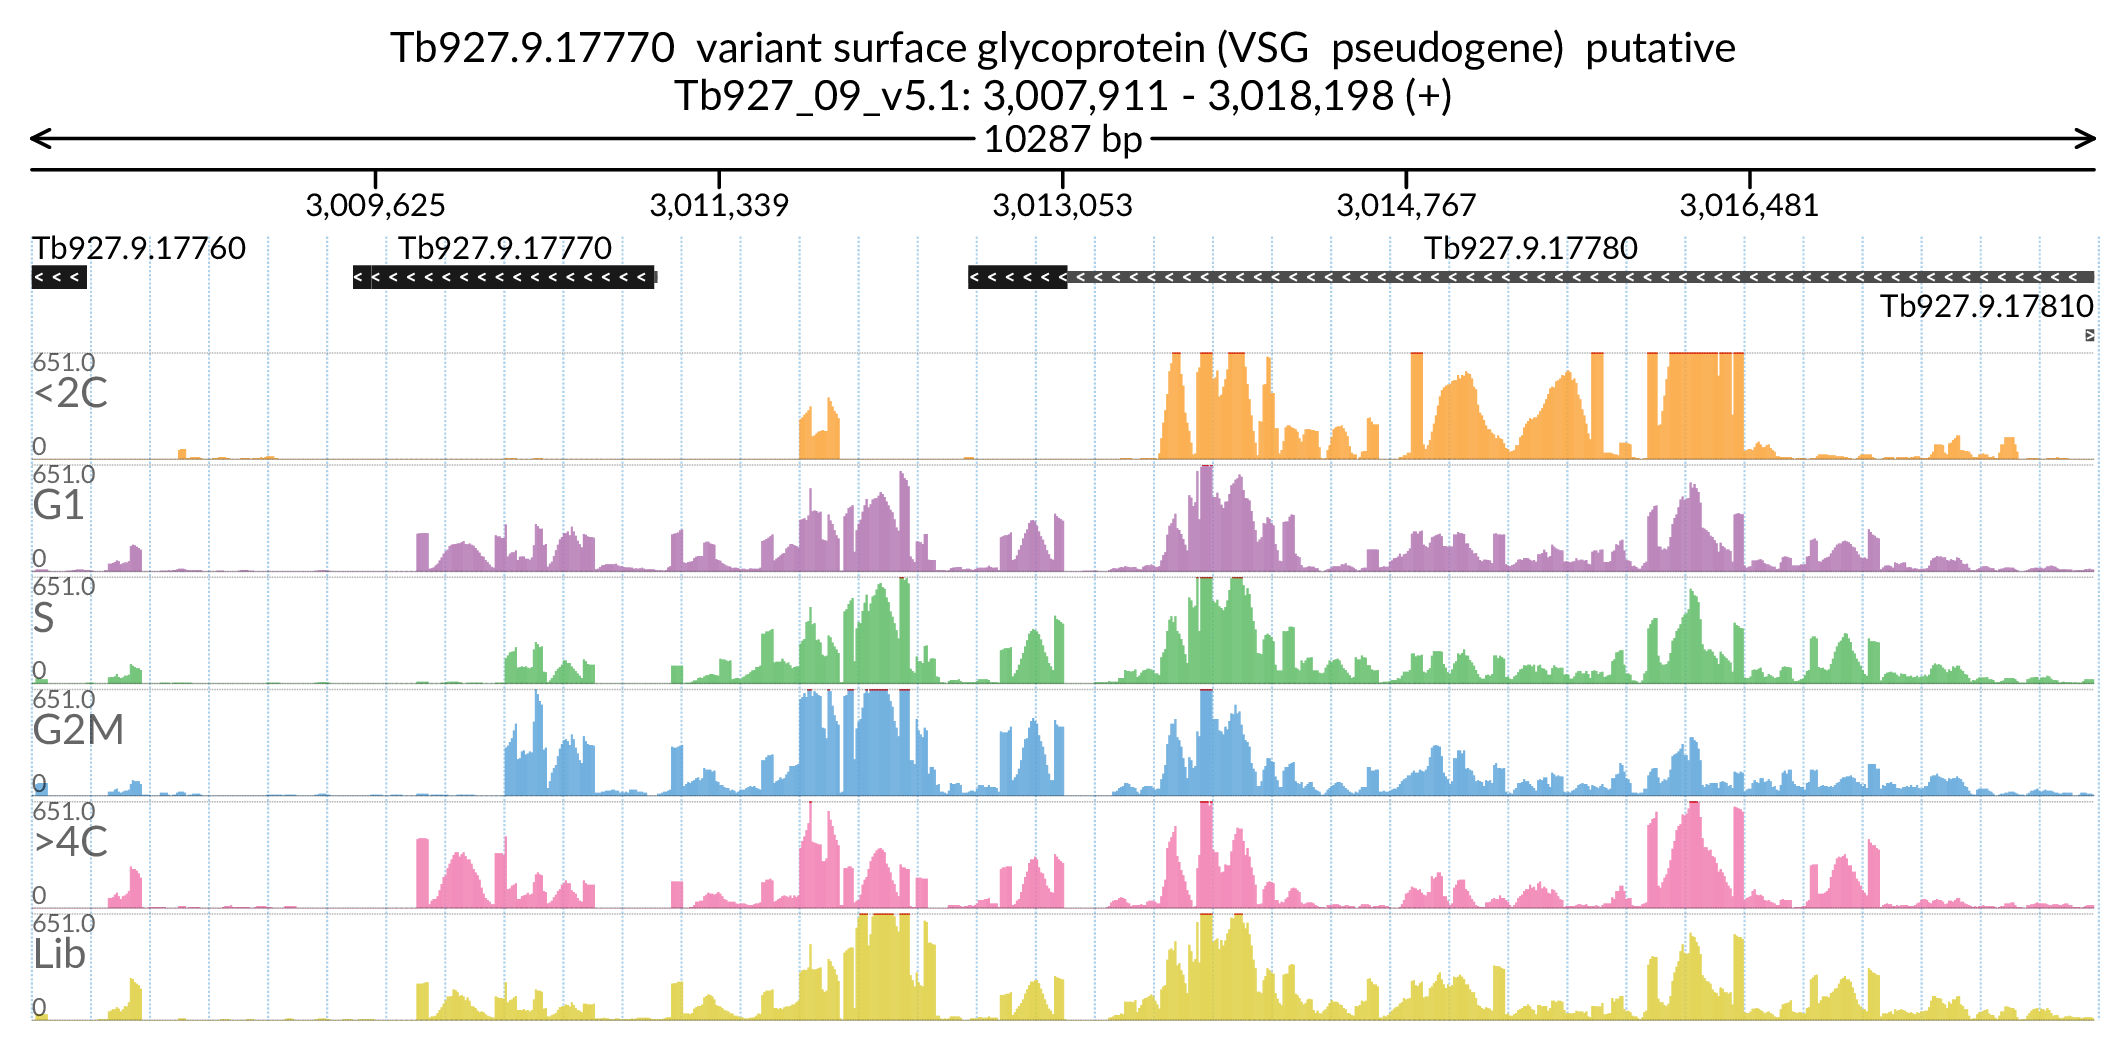 Tb927.9.17770 variant surface glycoprotein (VSG pseudogene) putative
Tb927_09_v5.1: 3,007,911 - 3,018,198 (+)
10287 bp
3,009,625 3,011,339 3,013,053 3,014,767 3,016,481
Tb927.9.17760 Tb927.9.17770 Tb927.9.17780
Tb927.9.17810
651.0
<2C
0
651.0
G1
0
651.0
S
0
651.0
G2M
0
651.0
>4C
0
651.0
Lib
0